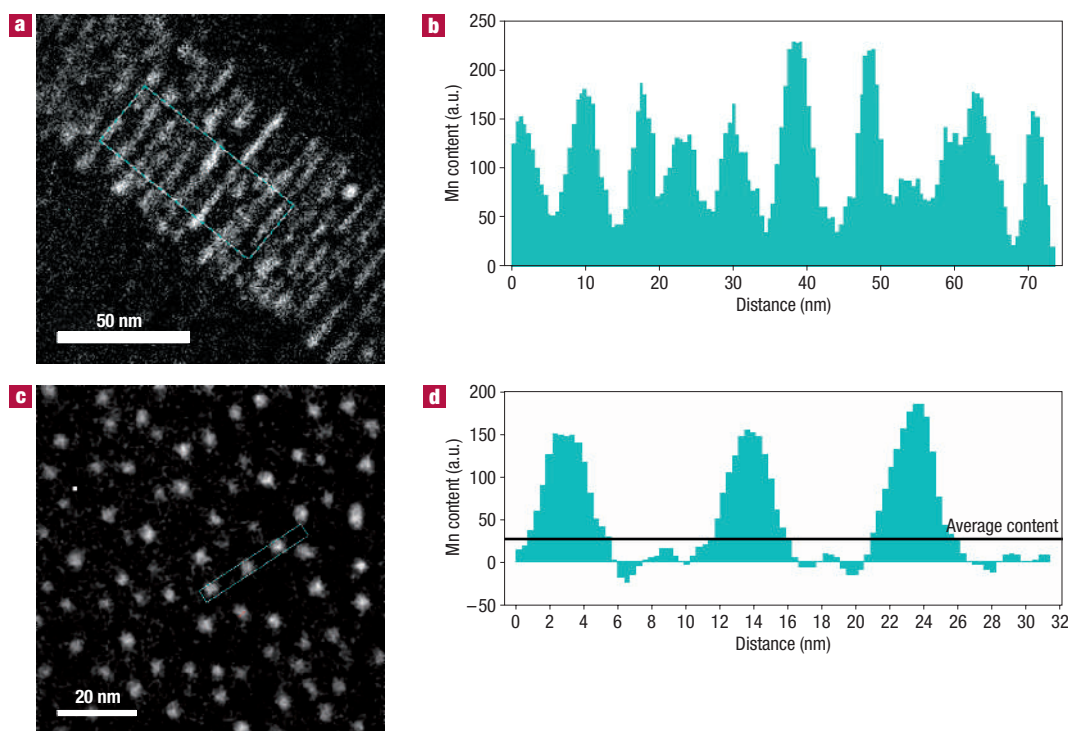 a
50 nm
b
Mn content (a.u.)
250
200
150
100
50
0
0 10 20 30 40 50 60 70
Distance (nm)
c
20 nm
d
Mn content (a.u.)
200
150
100
50
0
−50
Average content
0 2 4 6 8 10 12 14 16 18 20 22 24 26 28 30 32
Distance (nm)